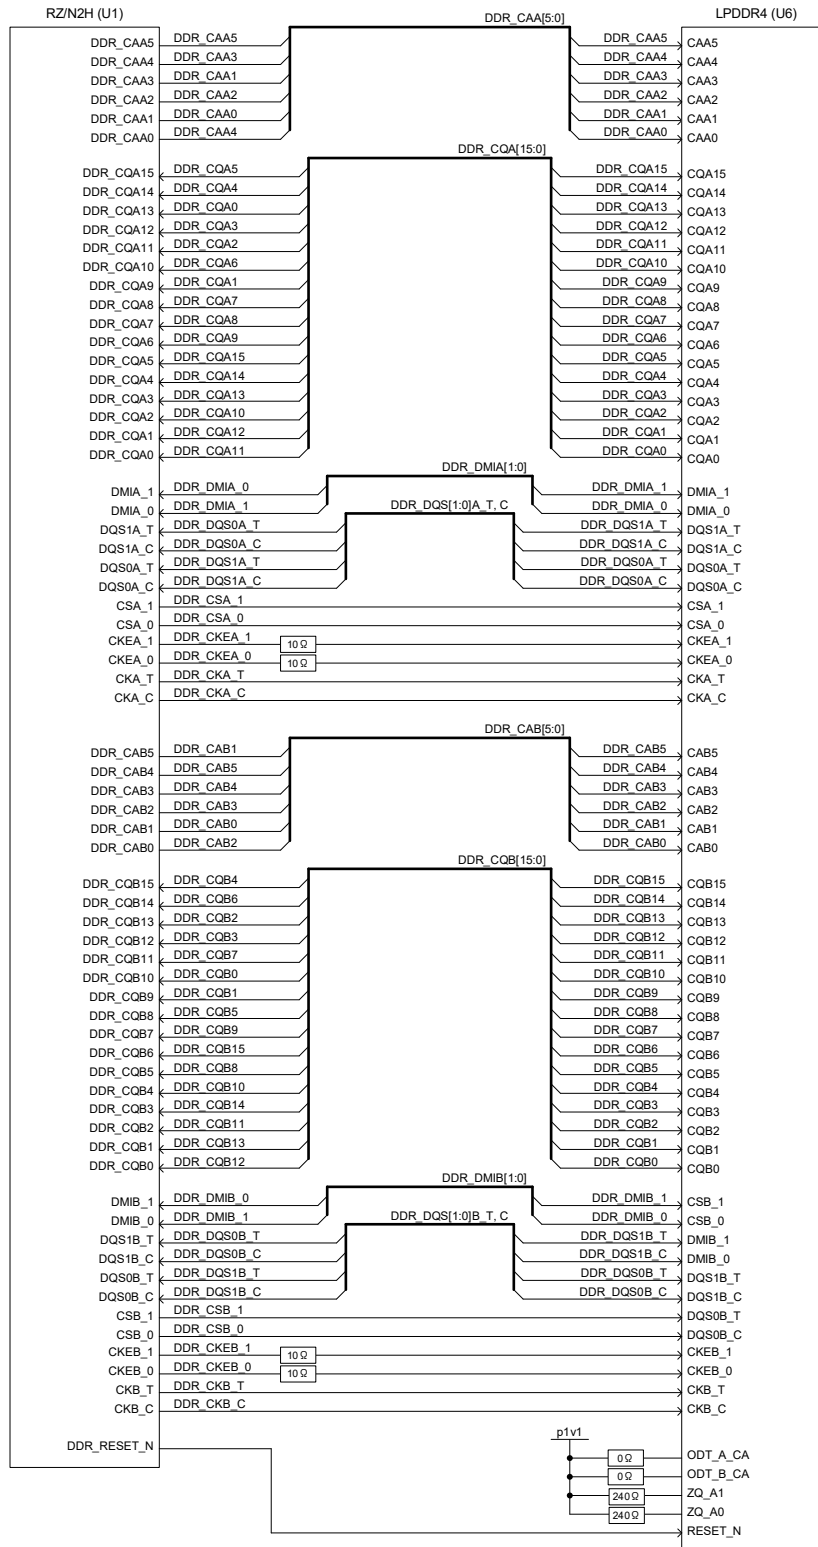 RZ/N2H (U1) DDR_CAA[5:0] LPDDR4 (U6)
DDR_CAA5 DDR_CAA5 DDR_CAA5 CAA5
DDR_CAA4 DDR_CAA3 DDR_CAA4 CAA4
DDR_CAA3 DDR_CAA1 DDR_CAA3 CAA3
DDR_CAA2 DDR_CAA2 DDR_CAA2 CAA2
DDR_CAA1 DDR_CAA0 DDR_CAA1 CAA1
DDR_CAA0 DDR_CAA4 DDR_CAA0 CAA0
DDR_CQA[15:0]
DDR_CQA15 DDR_CQA5 DDR_CQA15 CQA15
DDR_CQA14 DDR_CQA4 DDR_CQA14 CQA14
DDR_CQA13 DDR_CQA0 DDR_CQA13 CQA13
DDR_CQA12 DDR_CQA3 DDR_CQA12 CQA12
DDR_CQA11 DDR_CQA2 DDR_CQA11 CQA11
DDR_CQA10 DDR_CQA6 DDR_CQA10 CQA10
DDR_CQA9 DDR_CQA1 DDR_CQA9 CQA9
DDR_CQA8 DDR_CQA7 DDR_CQA8 CQA8
DDR_CQA7 DDR_CQA8 DDR_CQA7 CQA7
DDR_CQA6 DDR_CQA9 DDR_CQA6 CQA6
DDR_CQA5 DDR_CQA15 DDR_CQA5 CQA5
DDR_CQA4 DDR_CQA14 DDR_CQA4 CQA4
DDR_CQA3 DDR_CQA13 DDR_CQA3 CQA3
DDR_CQA2 DDR_CQA10 DDR_CQA2 CQA2
DDR_CQA1 DDR_CQA12 DDR_CQA1 CQA1
DDR_CQA0 DDR_CQA11 DDR_CQA0 CQA0
DDR_DMIA[1:0]
DMIA_1 DDR_DMIA_0 DDR_DMIA_1 DMIA_1
DMIA_0 DDR_DMIA_1 DDR_DQS[1:0]A_T, C DDR_DMIA_0 DMIA_0
DQS1A_T DDR_DQS0A_T DDR_DQS1A_T DQS1A_T
DQS1A_C DDR_DQS0A_C DDR_DQS1A_C DQS1A_C
DQS0A_T DDR_DQS1A_T DDR_DQS0A_T DQS0A_T
DQS0A_C DDR_DQS1A_C DDR_DQS0A_C DQS0A_C
CSA_1 DDR_CSA_1 CSA_1
CSA_0 DDR_CSA_0 CSA_0
CKEA_1 DDR_CKEA_1 10 Ω CKEA_1
CKEA_0 DDR_CKEA_0 10 Ω CKEA_0
CKA_T DDR_CKA_T CKA_T
CKA_C DDR_CKA_C CKA_C
DDR_CAB[5:0]
DDR_CAB5 DDR_CAB1 DDR_CAB5 CAB5
DDR_CAB4 DDR_CAB5 DDR_CAB4 CAB4
DDR_CAB3 DDR_CAB4 DDR_CAB3 CAB3
DDR_CAB2 DDR_CAB3 DDR_CAB2 CAB2
DDR_CAB1 DDR_CAB0 DDR_CAB1 CAB1
DDR_CAB0 DDR_CAB2 DDR_CAB0 CAB0
DDR_CQB[15:0]
DDR_CQB15 DDR_CQB4 DDR_CQB15 CQB15
DDR_CQB14 DDR_CQB6 DDR_CQB14 CQB14
DDR_CQB13 DDR_CQB2 DDR_CQB13 CQB13
DDR_CQB12 DDR_CQB3 DDR_CQB12 CQB12
DDR_CQB11 DDR_CQB7 DDR_CQB11 CQB11
DDR_CQB10 DDR_CQB0 DDR_CQB10 CQB10
DDR_CQB9 DDR_CQB1 DDR_CQB9 CQB9
DDR_CQB8 DDR_CQB5 DDR_CQB8 CQB8
DDR_CQB7 DDR_CQB9 DDR_CQB7 CQB7
DDR_CQB6 DDR_CQB15 DDR_CQB6 CQB6
DDR_CQB5 DDR_CQB8 DDR_CQB5 CQB5
DDR_CQB4 DDR_CQB10 DDR_CQB4 CQB4
DDR_CQB3 DDR_CQB14 DDR_CQB3 CQB3
DDR_CQB2 DDR_CQB11 DDR_CQB2 CQB2
DDR_CQB1 DDR_CQB13 DDR_CQB1 CQB1
DDR_CQB0 DDR_CQB12 DDR_CQB0 CQB0
DDR_DMIB[1:0]
DMIB_1 DDR_DMIB_0 DDR_DMIB_1 CSB_1
DMIB_0 DDR_DMIB_1 DDR_DQS[1:0]B_T, C DDR_DMIB_0 CSB_0
DQS1B_T DDR_DQS0B_T DDR_DQS1B_T DMIB_1
DQS1B_C DDR_DQS0B_C DDR_DQS1B_C DMIB_0
DQS0B_T DDR_DQS1B_T DDR_DQS0B_T DQS1B_T
DQS0B_C DDR_DQS1B_C DDR_DQS0B_C DQS1B_C
CSB_1 DDR_CSB_1 DQS0B_T
CSB_0 DDR_CSB_0 DQS0B_C
CKEB_1 DDR_CKEB_1 10 Ω CKEB_1
CKEB_0 DDR_CKEB_0 10 Ω CKEB_0
CKB_T DDR_CKB_T CKB_T
CKB_C DDR_CKB_C CKB_C
p1v1
DDR_RESET_N
0 Ω ODT_A_CA
0 Ω ODT_B_CA
240 Ω ZQ_A1
240 Ω ZQ_A0
RESET_N